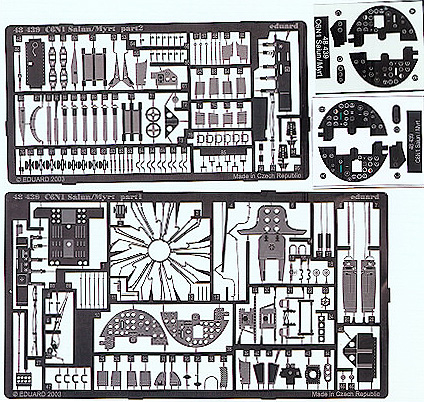 48 439 C6N1 Saiun/Myrt part2 eduard
© EDUARD 2003 Made in Czech Republic
48 439
C6N1 Saiun/Myrt
48 439
C6N1 Saiun/Myrt
48 439 C6N1 Saiun/Myrt part1 eduard
© EDUARD 2003 Made in Czech Republic